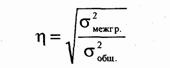 η = √(σ²межгр. / σ²общ.)